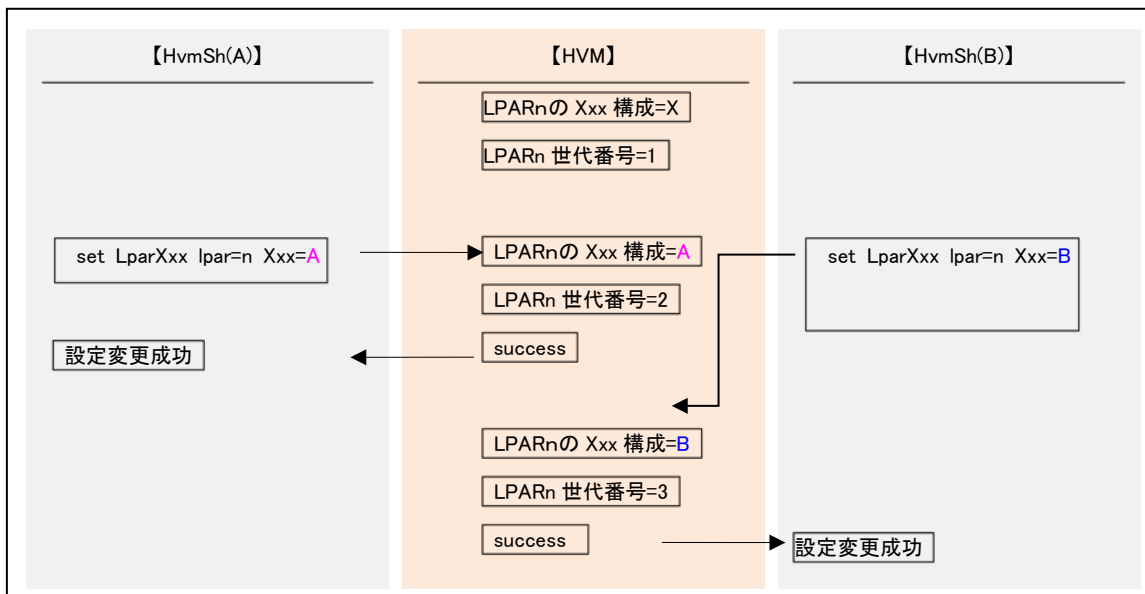 【HvmSh(A)】
【HVM】
【HvmSh(B)】
LPARnの Xxx 構成=X
LPARn 世代番号=1
set LparXxx lpar=n Xxx=A
LPARnの Xxx 構成=A
set LparXxx lpar=n Xxx=B
LPARn 世代番号=2
success
設定変更成功
LPARnの Xxx 構成=B
LPARn 世代番号=3
success
設定変更成功